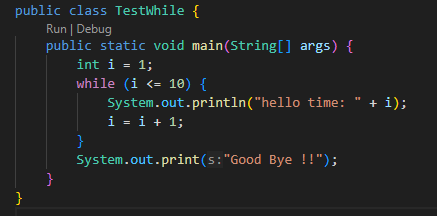 public class TestWhile {
Run | Debug
public static void main(String[] args) {
int i = 1;
while (i <= 10) {
System.out.println("hello time: " + i);
i = i + 1;
}
System.out.print(s:"Good Bye !!");
}
}